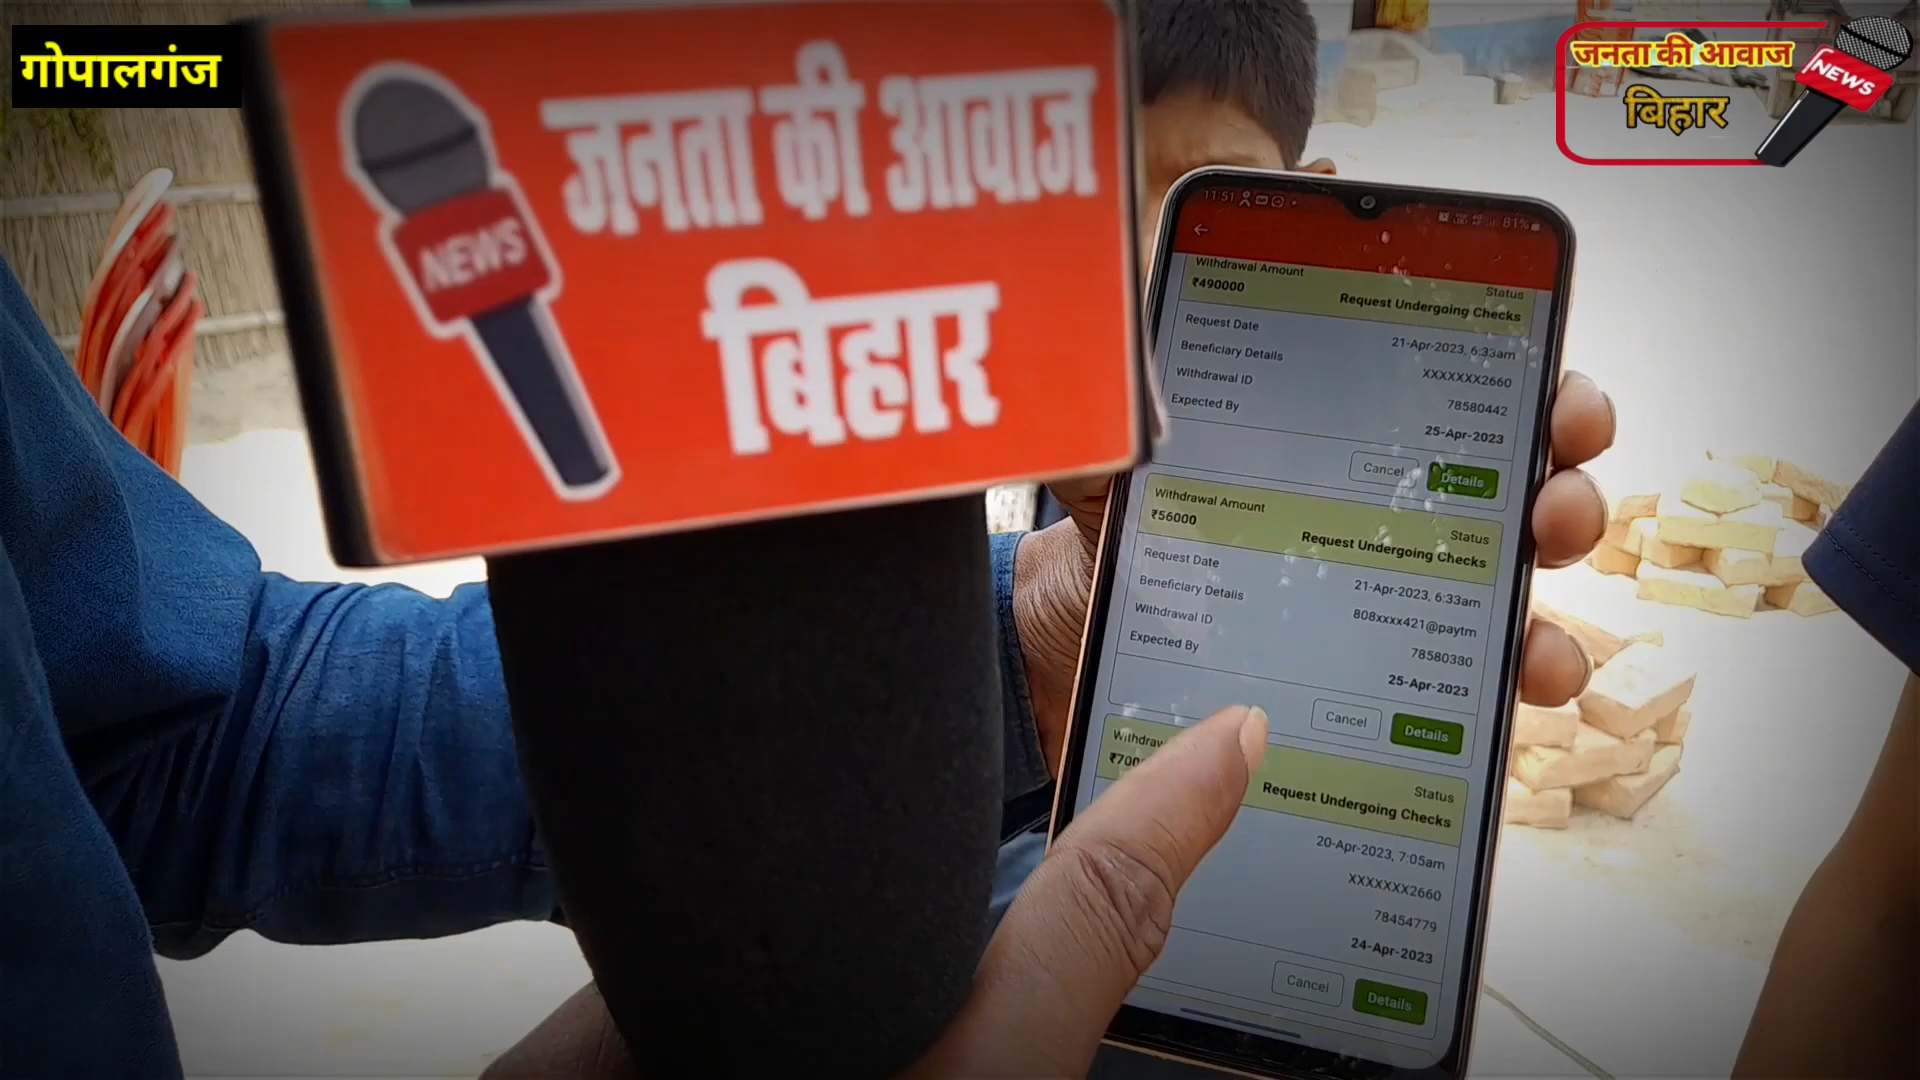 गोपालगंज
जनता की आवाज
बिहार
NEWS
NEWS
जनता की आवाज
बिहार
11:51
81%
Withdrawal Amount
Status
₹490000
Request Undergoing Checks
Request Date
21-Apr-2023, 6:33am
Beneficiary Details
XXXXXXX2660
Withdrawal ID
78580442
Expected By
25-Apr-2023
Cancel
Details
Withdrawal Amount
Status
₹56000
Request Undergoing Checks
Request Date
21-Apr-2023, 6:33am
Beneficiary Details
808xxxx421@paytm
Withdrawal ID
78580380
Expected By
25-Apr-2023
Cancel
Details
Status
Request Undergoing Checks
20-Apr-2023, 7:05am
XXXXXXX2660
78454779
24-Apr-2023
Cancel
Details